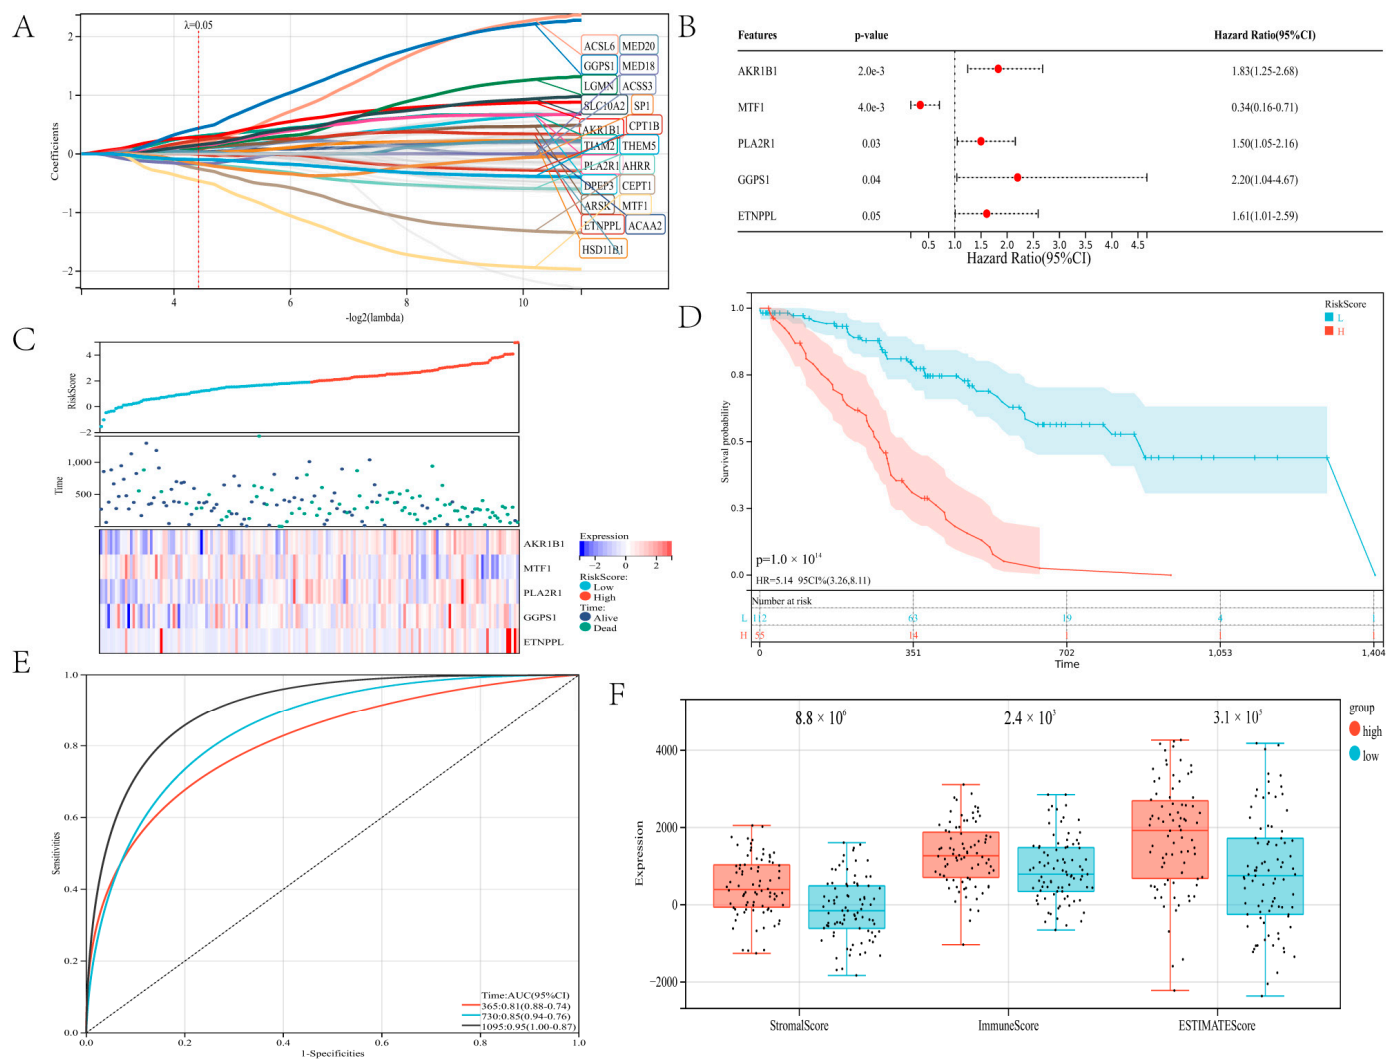 A
λ=0.05
2
1
0
−1
−2
4
6
8
10
Coefficients
-log2(lambda)
ACSL6 MED20
GGPS1 MED18
LGMN ACSS3
SLC10A2 SP1
AKR1B1 CPT1B
TIAM2 THEM5
PLA2R1 AHRR
DPEP3 CEPT1
ARSK MTF1
ETNPPL ACAA2
HSD11B1
B
Features p-value Hazard Ratio(95%CI)
AKR1B1 2.0e-3 1.83(1.25-2.68)
MTF1 4.0e-3 0.34(0.16-0.71)
PLA2R1 0.03 1.50(1.05-2.16)
GGPS1 0.04 2.20(1.04-4.67)
ETNPPL 0.05 1.61(1.01-2.59)
0.5 1.0 1.5 2.0 2.5 3.0 3.5 4.0 4.5
Hazard Ratio(95%CI)
C
4
2
0
−2
RiskScore
1,000
500
Time
AKR1B1
MTF1
PLA2R1
GGPS1
ETNPPL
Expression
−2 0 2
RiskScore:
Low
High
Time:
Alive
Dead
D
RiskScore
L
H
1.0
0.8
0.5
0.3
0.0
Survival probability
p=1.0 × 10¹⁴
HR=5.14 95CI%(3.26,8.11)
Number at risk
L 112 63 19 4 1
H 55 14 1 1 1
0 351 702 1,053 1,404
Time
E
1.0
0.8
0.6
0.4
0.2
0.0
Sensitivities
Time:AUC(95%CI)
365:0.81(0.88-0.74)
730:0.85(0.94-0.76)
1095:0.95(1.00-0.87)
0.0 0.2 0.4 0.6 0.8 1.0
1-Specificities
F
8.8 × 10⁶ 2.4 × 10³ 3.1 × 10⁵
group
high
low
4000
2000
0
−2000
Expression
StromalScore ImmuneScore ESTIMATEScore